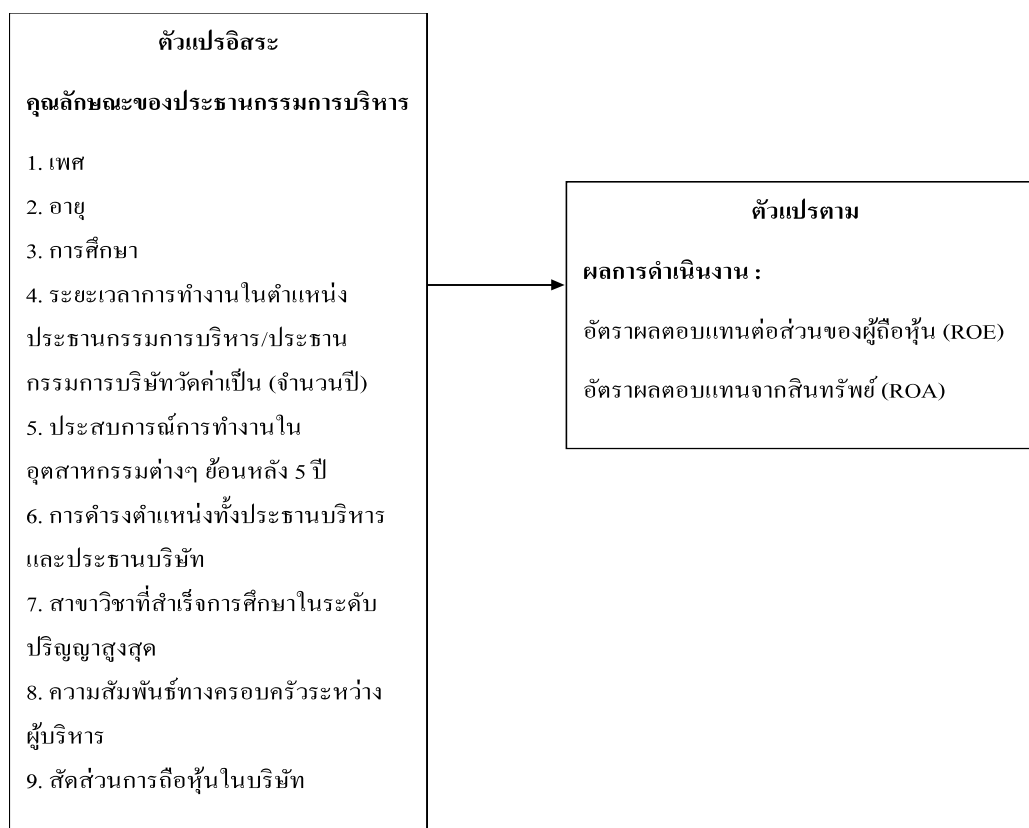 ตัวแปรอิสระ
คุณลักษณะของประธานกรรมการบริหาร
1. เพศ
2. อายุ
3. การศึกษา
4. ระยะเวลาการทำงานในตำแหน่ง
ประธานกรรมการบริหาร/ประธาน
กรรมการบริษัทวัดค่าเป็น (จำนวนปี)
5. ประสบการณ์การทำงานใน
อุตสาหกรรมต่างๆ ย้อนหลัง 5 ปี
6. การดำรงตำแหน่งทั้งประธานบริหาร
และประธานบริษัท
7. สาขาวิชาที่สำเร็จการศึกษาในระดับ
ปริญญาสูงสุด
8. ความสัมพันธ์ทางครอบครัวระหว่าง
ผู้บริหาร
9. สัดส่วนการถือหุ้นในบริษัท
ตัวแปรตาม
ผลการดำเนินงาน :
อัตราผลตอบแทนต่อส่วนของผู้ถือหุ้น (ROE)
อัตราผลตอบแทนจากสินทรัพย์ (ROA)